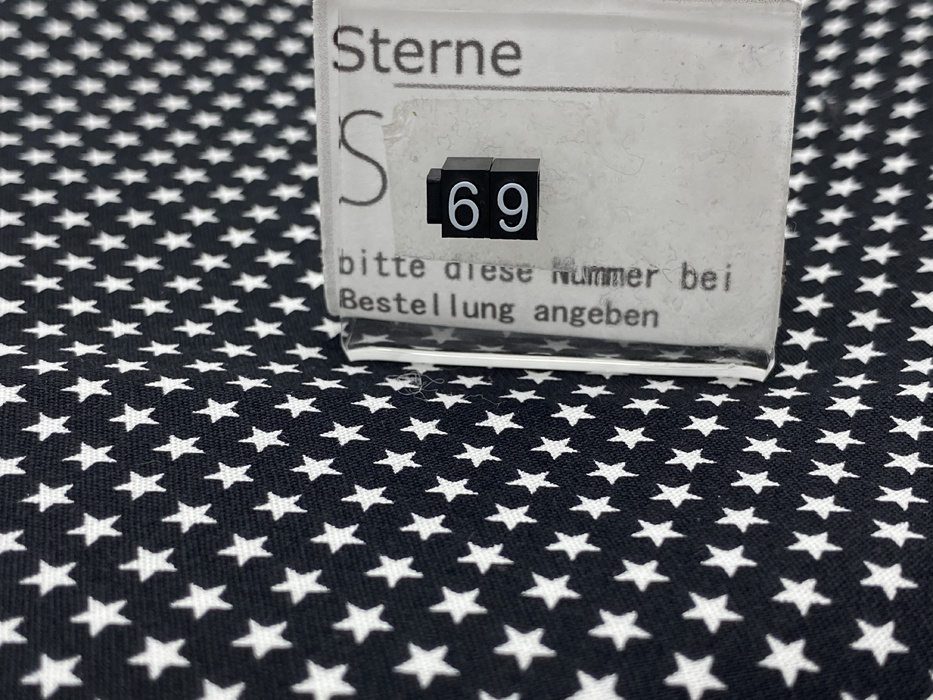 Sterne
S 69
bitte diese Nummer bei
Bestellung angeben